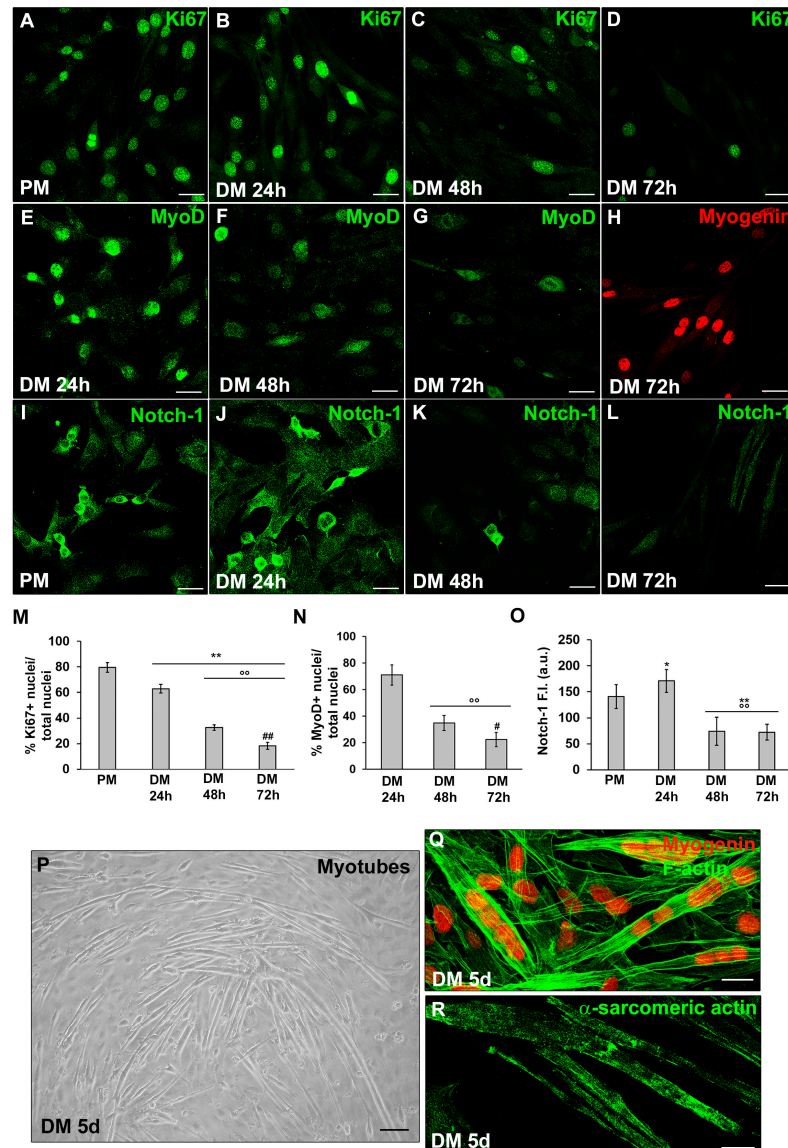 A Ki67
PM
B Ki67
DM 24h
C Ki67
DM 48h
D Ki67
DM 72h
E MyoD
DM 24h
F MyoD
DM 48h
G MyoD
DM 72h
H Myogenin
DM 72h
I Notch-1
PM
J Notch-1
DM 24h
K Notch-1
DM 48h
L Notch-1
DM 72h
M
% Ki67+ nuclei/
total nuclei
100
80
60
40
20
0
**
°°
##
PM
DM
24h
DM
48h
DM
72h
N
% MyoD+ nuclei/
total nuclei
100
80
60
40
20
0
°°
#
DM
24h
DM
48h
DM
72h
O
Notch-1 F.I. (a.u.)
250
200
150
100
50
0
*
**
°°
PM
DM
24h
DM
48h
DM
72h
P Myotubes
DM 5d
Q Myogenin
F-actin
DM 5d
R α-sarcomeric actin
DM 5d